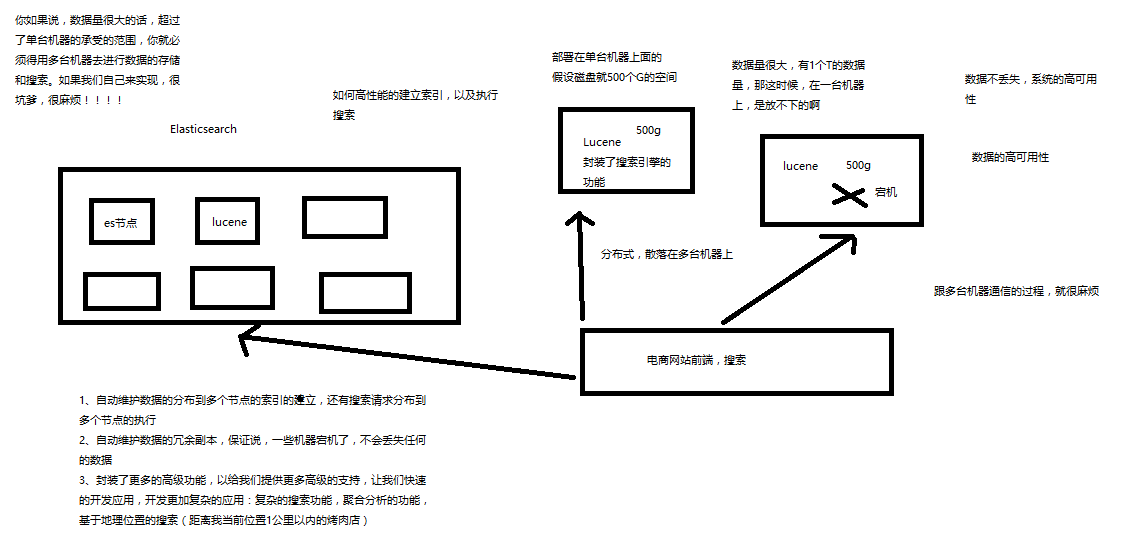 你如果说，数据量很大的话，超过
了单台机器的承受的范围，你就必
须得用多台机器去进行数据的存储
和搜索。如果我们自己来实现，很
坑爹，很麻烦！！！！
如何高性能的建立索引，以及执行
搜索
Elasticsearch
es节点
lucene
部署在单台机器上面的
假设磁盘就500个G的空间
500g
Lucene
封装了搜索引擎的
功能
数据量很大，有1个T的数据
量，那这时候，在一台机器
上，是放不下的啊
lucene
500g
宕机
数据不丢失，系统的高可用
性
数据的高可用性
分布式，散落在多台机器上
跟多台机器通信的过程，就很麻烦
电商网站前端，搜索
1、自动维护数据的分布到多个节点的索引的建立，还有搜索请求分布到
多个节点的执行
2、自动维护数据的冗余副本，保证说，一些机器宕机了，不会丢失任何
的数据
3、封装了更多的高级功能，以给我们提供更多高级的支持，让我们快速
的开发应用，开发更加复杂的应用：复杂的搜索功能，聚合分析的功能，
基于地理位置的搜索（距离我当前位置1公里以内的烤肉店）